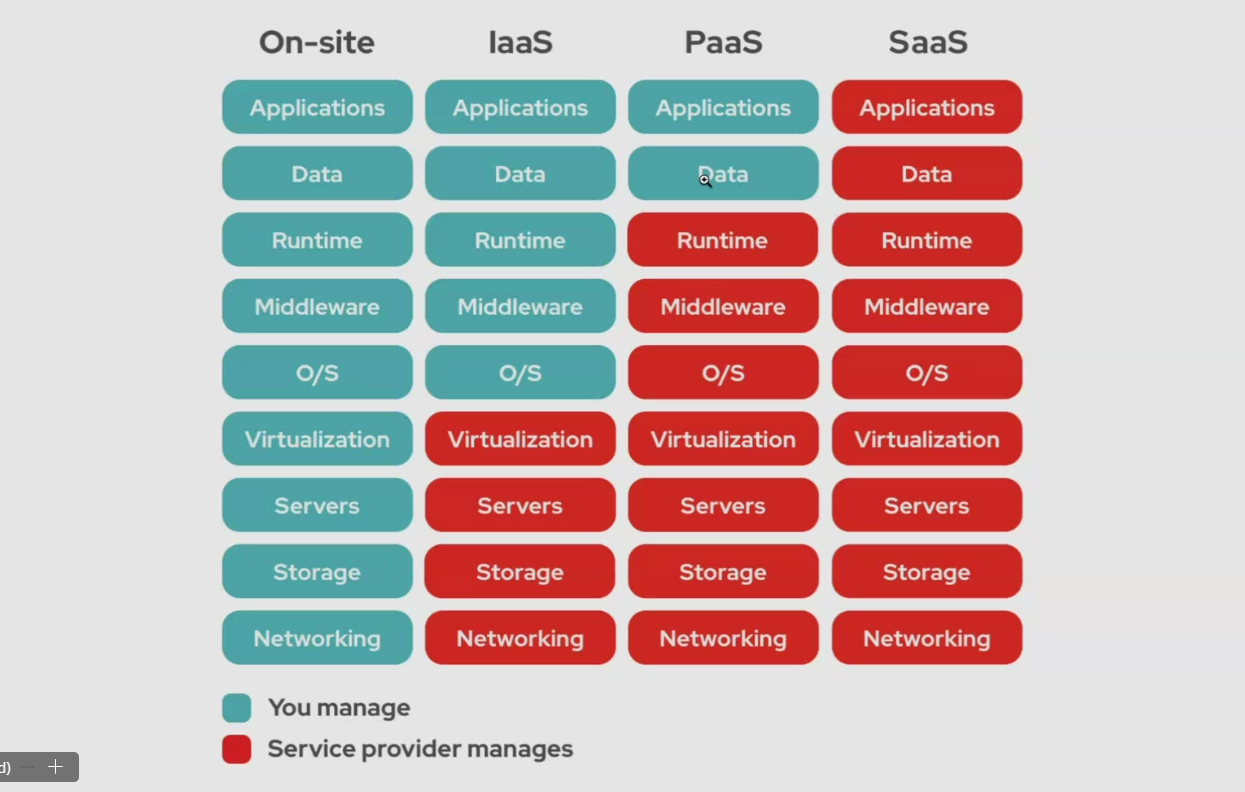 On-site IaaS PaaS SaaS
Applications Applications Applications Applications
Data Data Data Data
Runtime Runtime Runtime Runtime
Middleware Middleware Middleware Middleware
O/S O/S O/S O/S
Virtualization Virtualization Virtualization Virtualization
Servers Servers Servers Servers
Storage Storage Storage Storage
Networking Networking Networking Networking
You manage
Service provider manages
d)